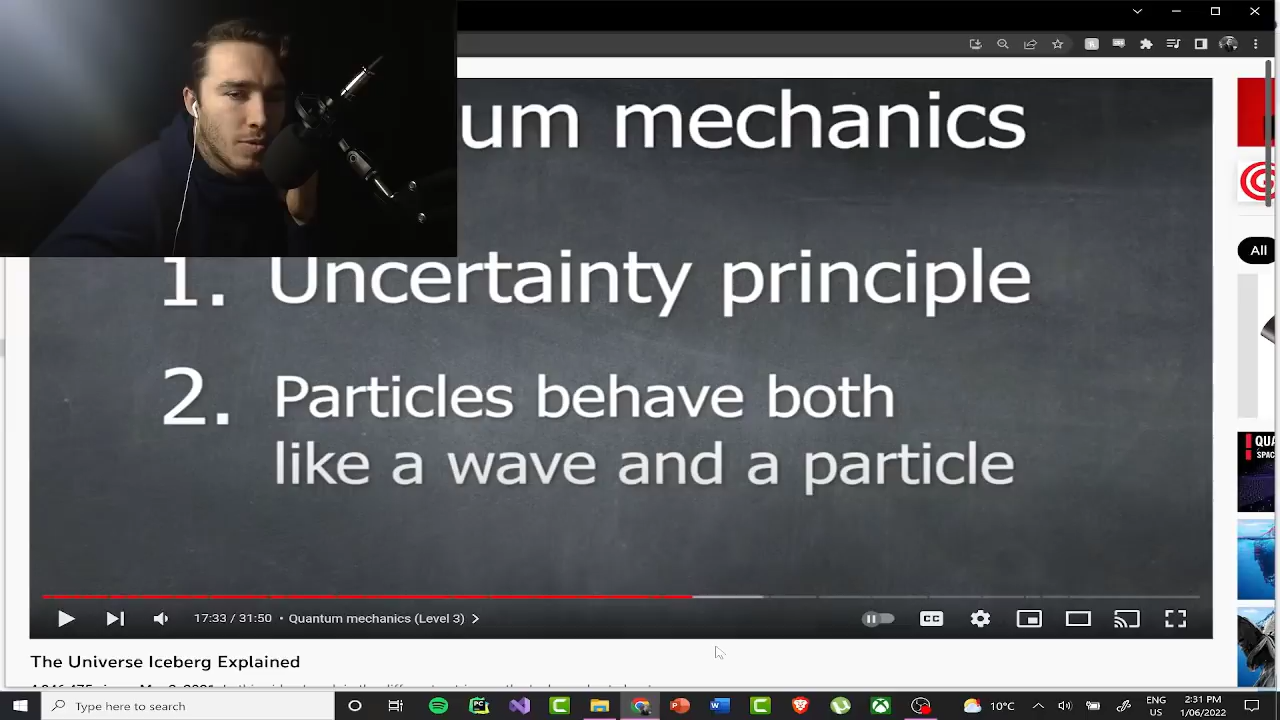 um mechanics
1. Uncertainty principle
2. Particles behave both
like a wave and a particle
All
QUA
SPAC
17:33 / 31:50 • Quantum mechanics (Level 3)
CC
The Universe Iceberg Explained
Type here to search
10°C
ENG
US
2:31 PM
1/06/2022